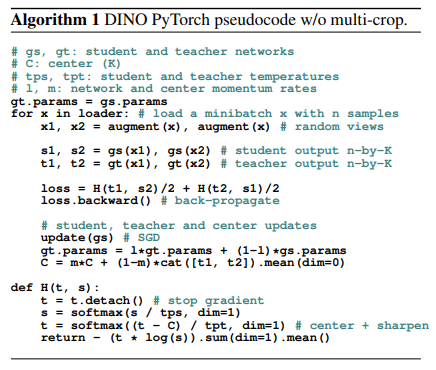 Algorithm 1 DINO PyTorch pseudocode w/o multi-crop.
# gs, gt: student and teacher networks
# C: center (K)
# tps, tpt: student and teacher temperatures
# l, m: network and center momentum rates
gt.params = gs.params
for x in loader: # load a minibatch x with n samples
    x1, x2 = augment(x), augment(x) # random views
    s1, s2 = gs(x1), gs(x2) # student output n-by-K
    t1, t2 = gt(x1), gt(x2) # teacher output n-by-K
    loss = H(t1, s2)/2 + H(t2, s1)/2
    loss.backward() # back-propagate
    # student, teacher and center updates
    update(gs) # SGD
    gt.params = l*gt.params + (1-l)*gs.params
    C = m*C + (1-m)*cat([t1, t2]).mean(dim=0)
def H(t, s):
    t = t.detach() # stop gradient
    s = softmax(s / tps, dim=1)
    t = softmax((t - C) / tpt, dim=1) # center + sharpen
    return - (t * log(s)).sum(dim=1).mean()